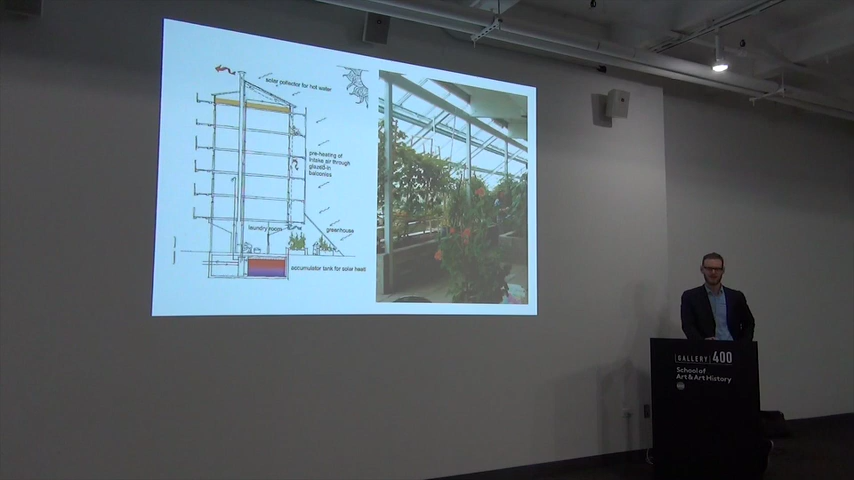 solar collector for hot water
pre-heating of
intake air through
glazed-in
balconies
laundry room
greenhouse
accumulator tank for solar heat
GALLERY 400
School of
Art & Art History